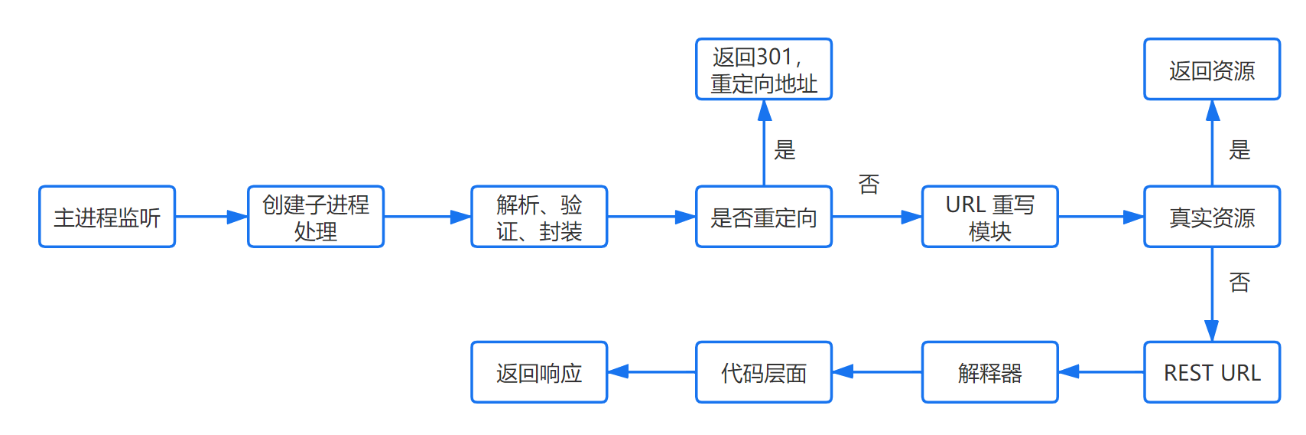 返回301，
重定向地址
返回资源
是
是
主进程监听
创建子进程
处理
解析、验
证、封装
是否重定向
否
URL 重写
模块
真实资源
否
返回响应
代码层面
解释器
REST URL